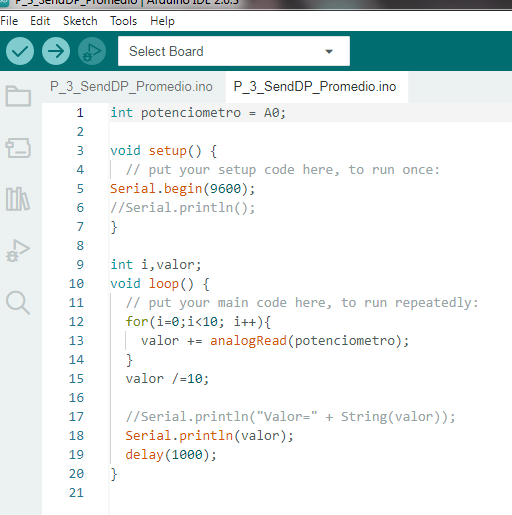 P_3_SendDP_Promedio | Arduino IDE 2.0.3
File Edit Sketch Tools Help
Select Board
P_3_SendDP_Promedio.ino P_3_SendDP_Promedio.ino
1 int potenciometro = A0;
2
3 void setup() {
4 // put your setup code here, to run once:
5 Serial.begin(9600);
6 //Serial.println();
7 }
8
9 int i,valor;
10 void loop() {
11 // put your main code here, to run repeatedly:
12 for(i=0;i<10; i++){
13 valor += analogRead(potenciometro);
14 }
15 valor /=10;
16
17 //Serial.println("Valor=" + String(valor));
18 Serial.println(valor);
19 delay(1000);
20 }
21